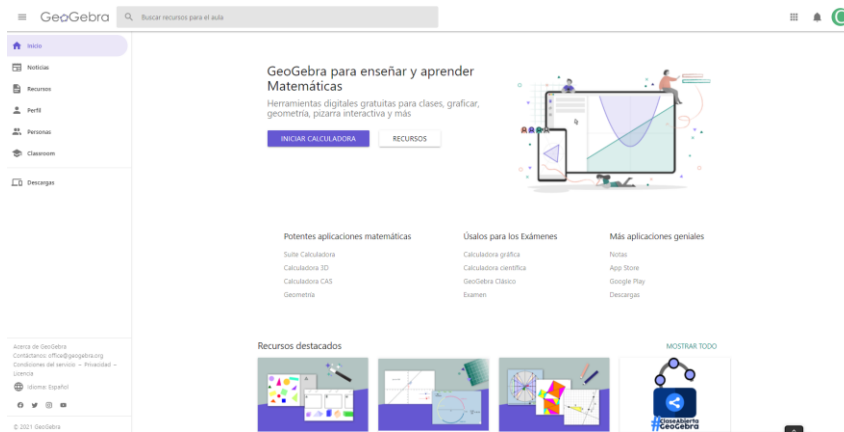 GeoGebra
Buscar recursos para el aula
Inicio
Noticias
Recursos
Perfil
Personas
Classroom
Descargas
GeoGebra para enseñar y aprender
Matemáticas
Herramientas digitales gratuitas para clases, graficar,
geometría, pizarra interactiva y más
INICIAR CALCULADORA
RECURSOS
Potentes aplicaciones matemáticas
Suite Calculadora
Calculadora 3D
Calculadora CAS
Geometría
Úsalos para los Exámenes
Calculadora gráfica
Calculadora científica
GeoGebra Clásico
Examen
Más aplicaciones geniales
Notas
App Store
Google Play
Descargas
Recursos destacados
MOSTRAR TODO
#ClaseAbierta
GeoGebra
Acerca de GeoGebra
Contáctanos: office@geogebra.org
Condiciones del servicio – Privacidad –
Licencia
Idioma: Español
© 2021 GeoGebra